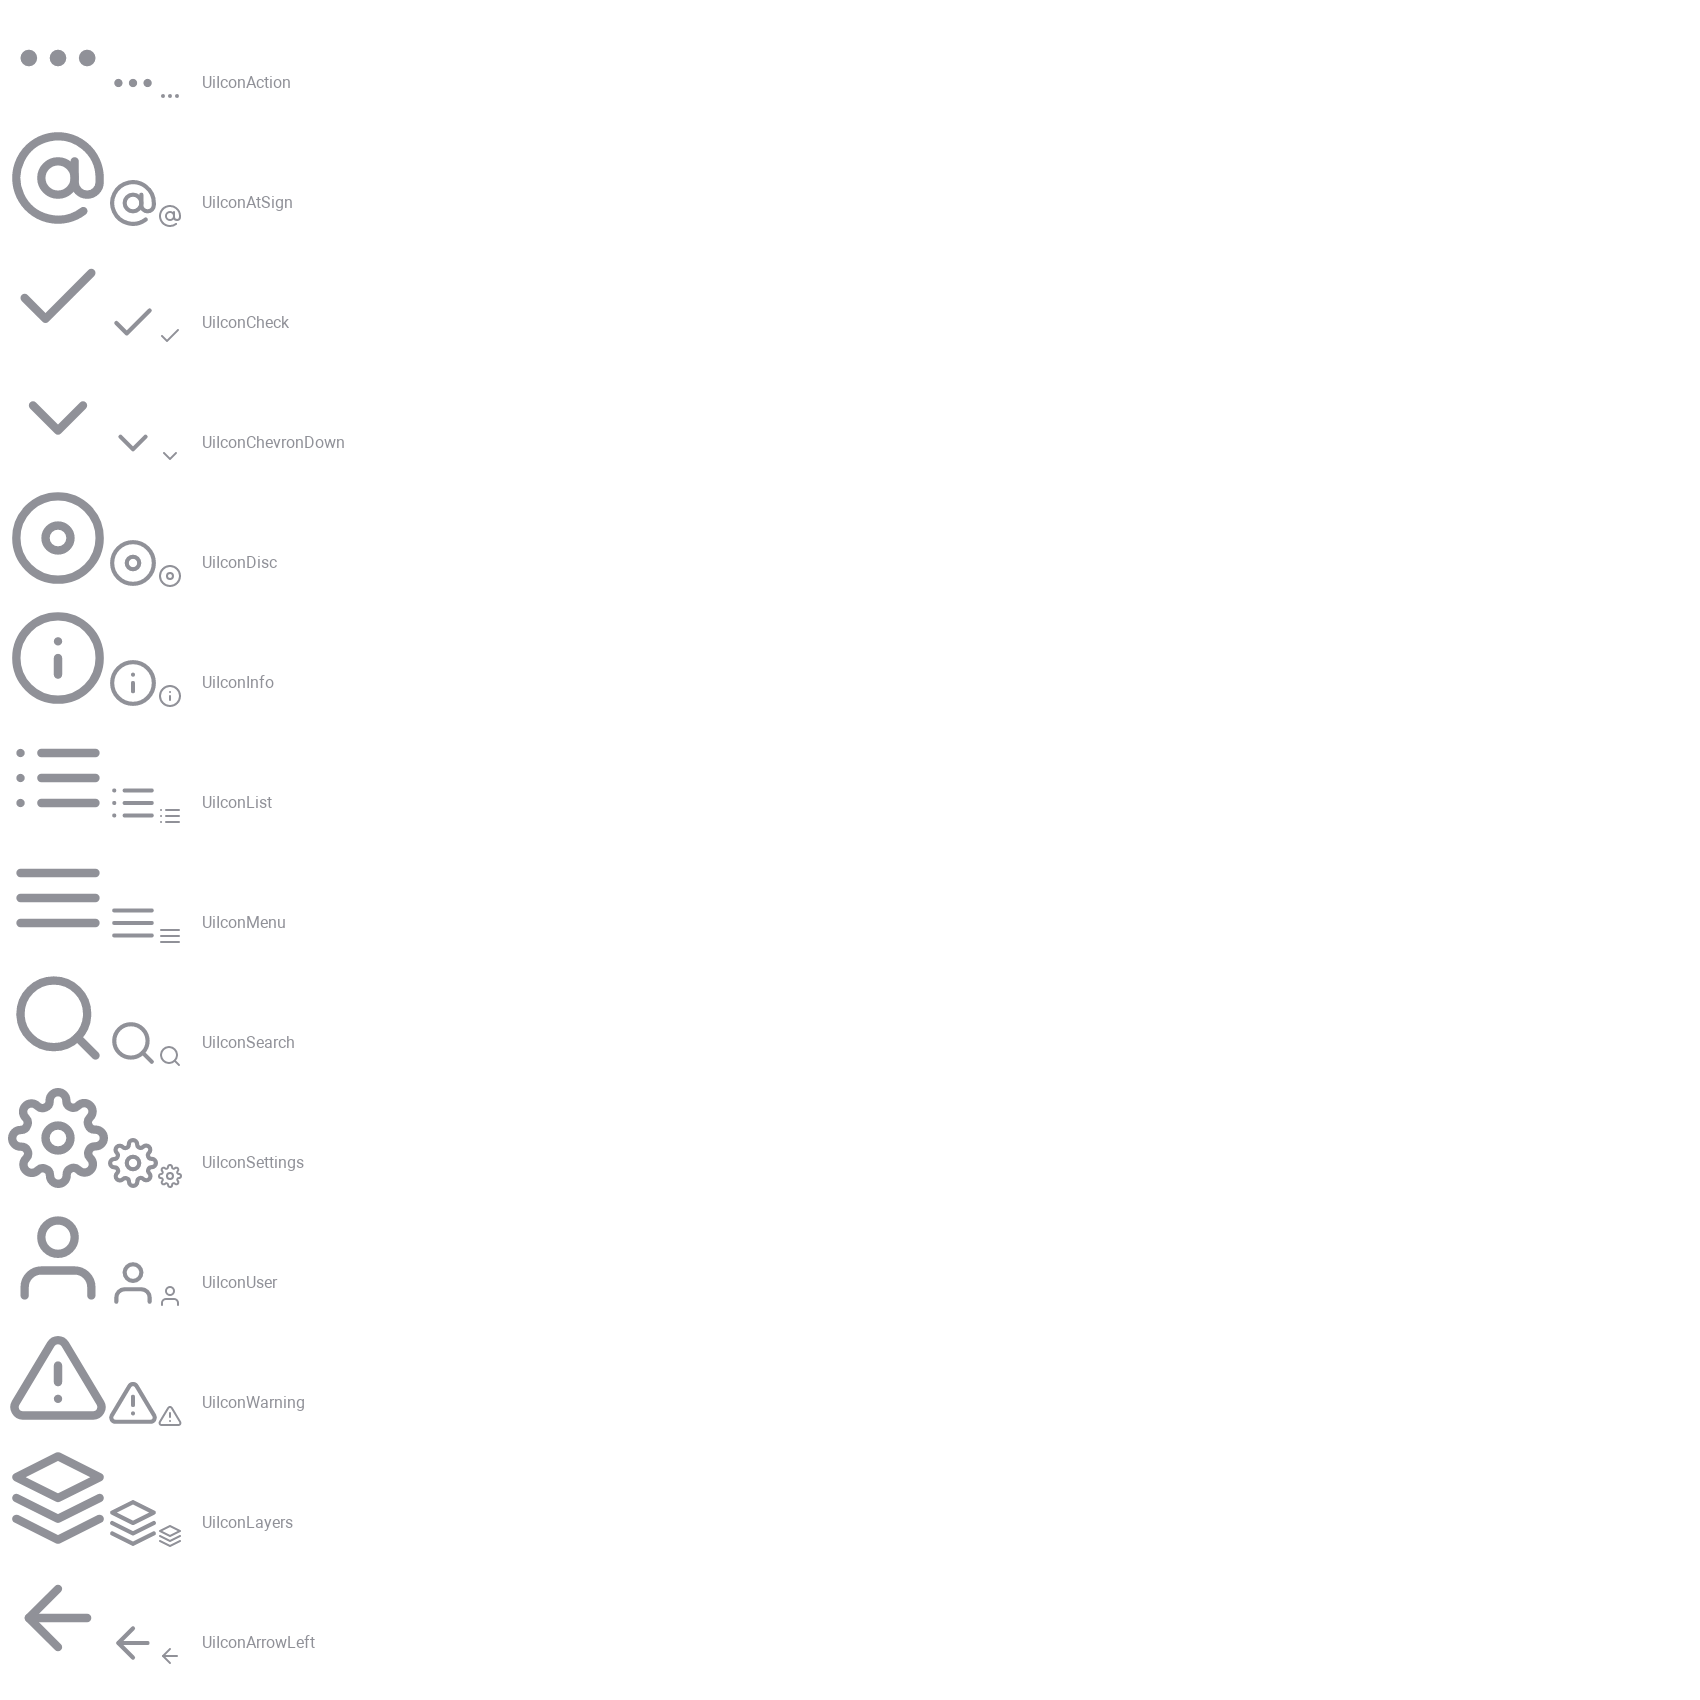 UiIconAction
UiIconAtSign
UiIconCheck
UiIconChevronDown
UiIconDisc
UiIconInfo
UiIconList
UiIconMenu
UiIconSearch
UiIconSettings
UiIconUser
UiIconWarning
UiIconLayers
UiIconArrowLeft